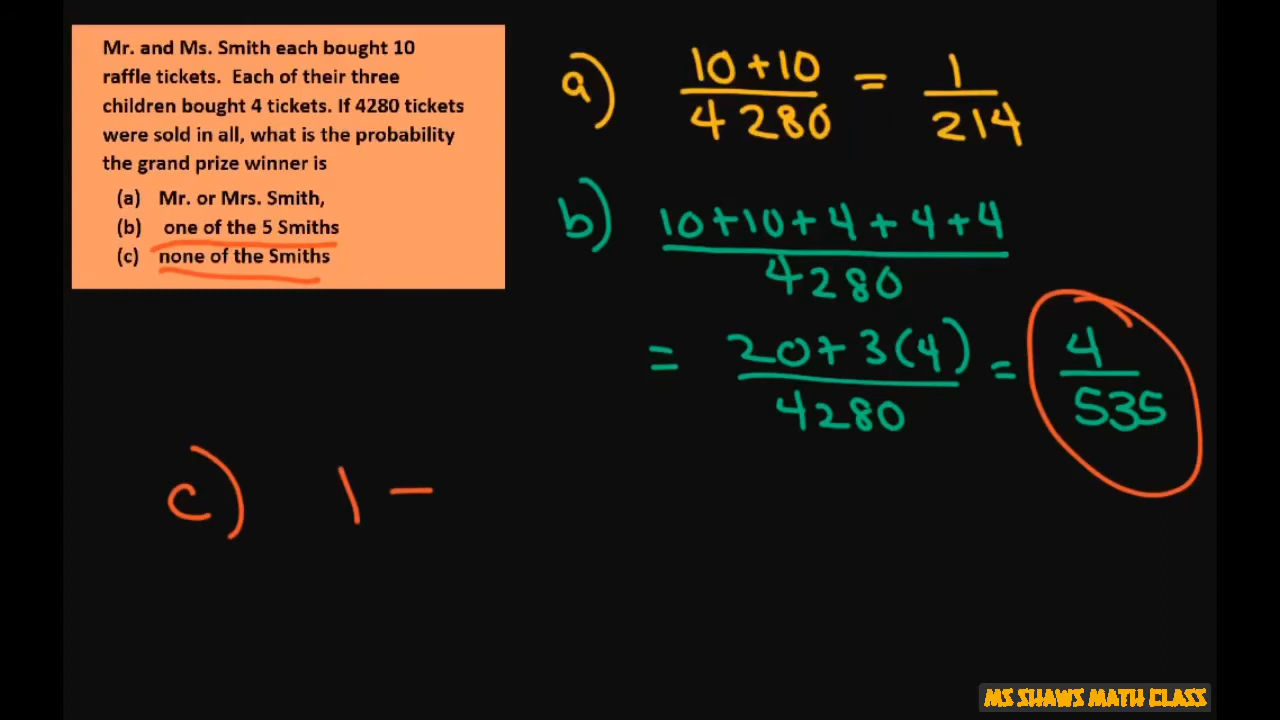 Mr. and Ms. Smith each bought 10
raffle tickets. Each of their three
children bought 4 tickets. If 4280 tickets
were sold in all, what is the probability
the grand prize winner is
(a) Mr. or Mrs. Smith,
(b) one of the 5 Smiths
(c) none of the Smiths
a) 10+10/4280 = 1/214
b) 10+10+4+4+4/4280
= 20+3(4)/4280 = 4/535
c) 1 -
MS SHAWS MATH CLASS